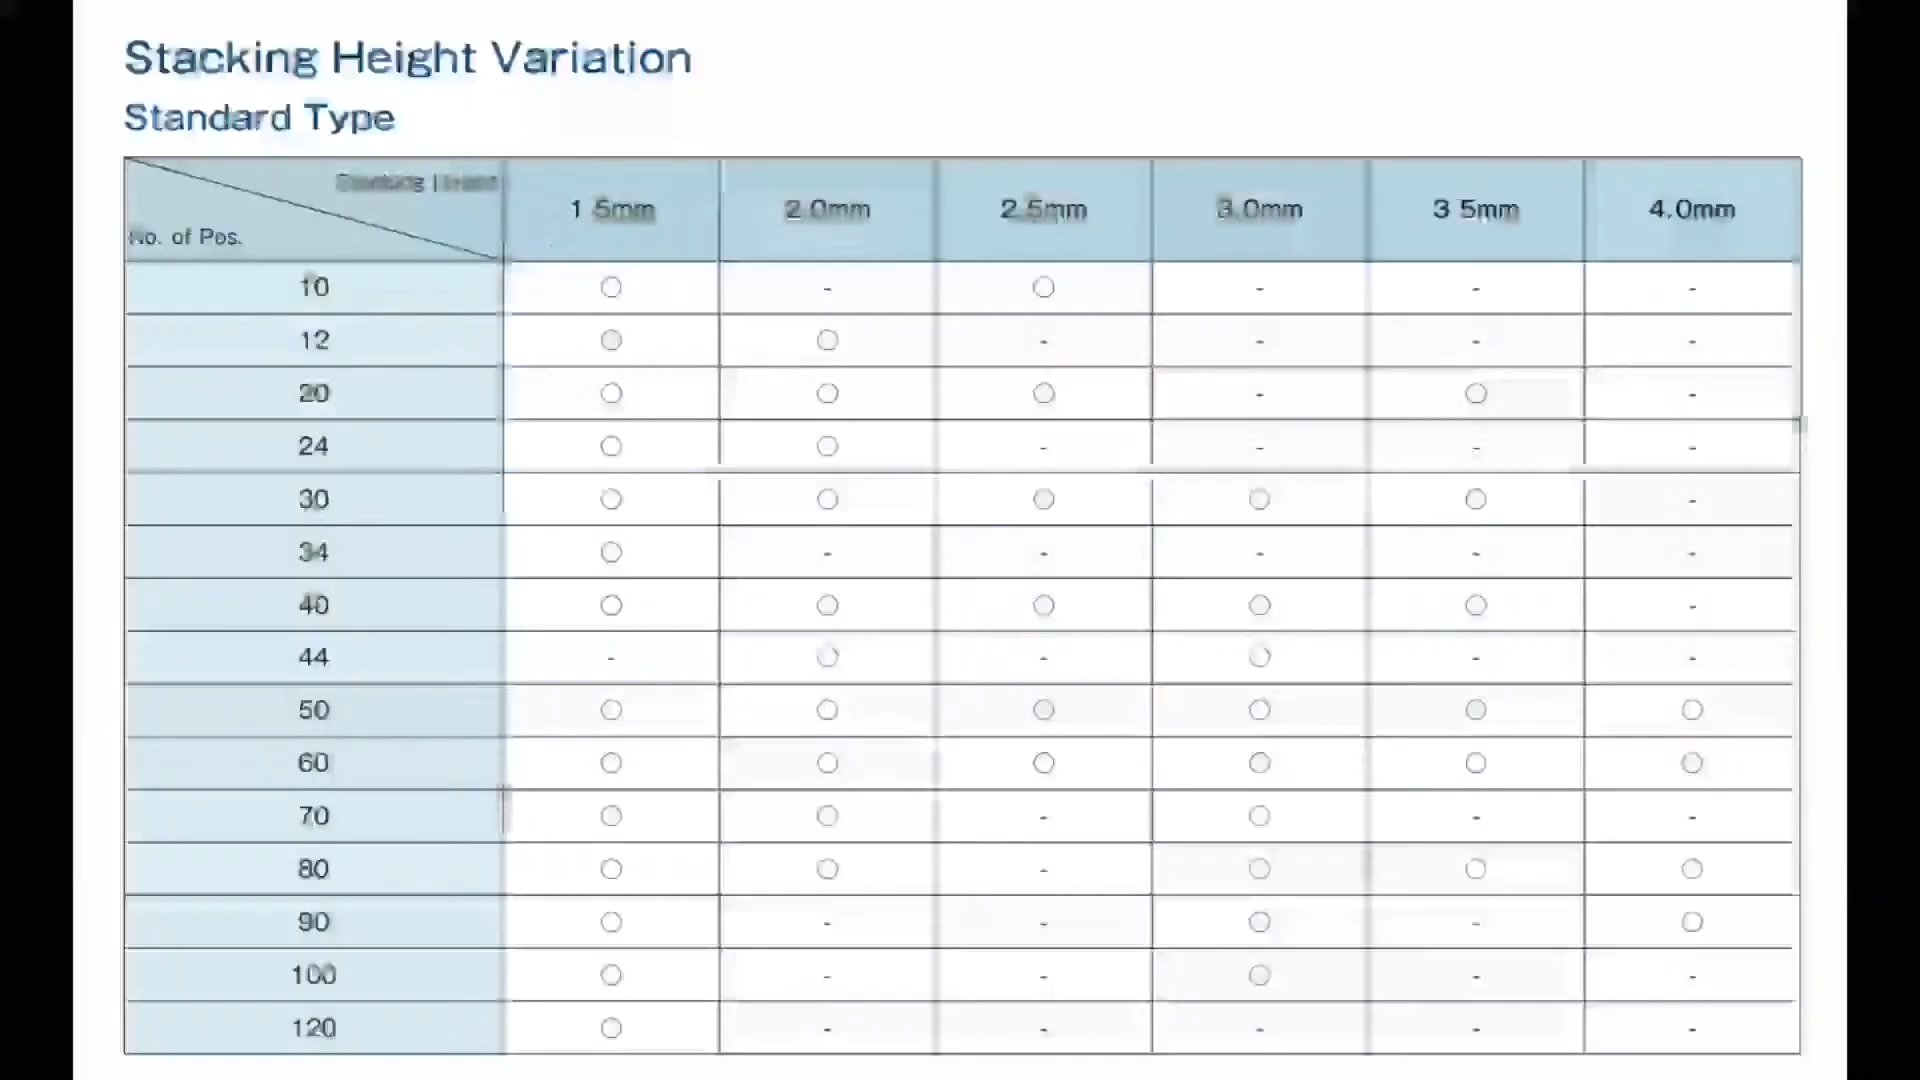 Stacking Height Variation
Standard Type
No. of Pos. 1.5mm 2.0mm 2.5mm 3.0mm 3.5mm 4.0mm
10 ○ - ○ - - -
12 ○ ○ - - - -
20 ○ ○ ○ - ○ -
24 ○ ○ - - - -
30 ○ ○ ○ ○ ○ -
34 ○ - - - - -
40 ○ ○ ○ ○ ○ -
44 - ○ - ○ - -
50 ○ ○ ○ ○ ○ ○
60 ○ ○ ○ ○ ○ ○
70 ○ ○ - ○ - -
80 ○ ○ - ○ ○ ○
90 ○ - - ○ - ○
100 ○ - - ○ - -
120 ○ - - - - -